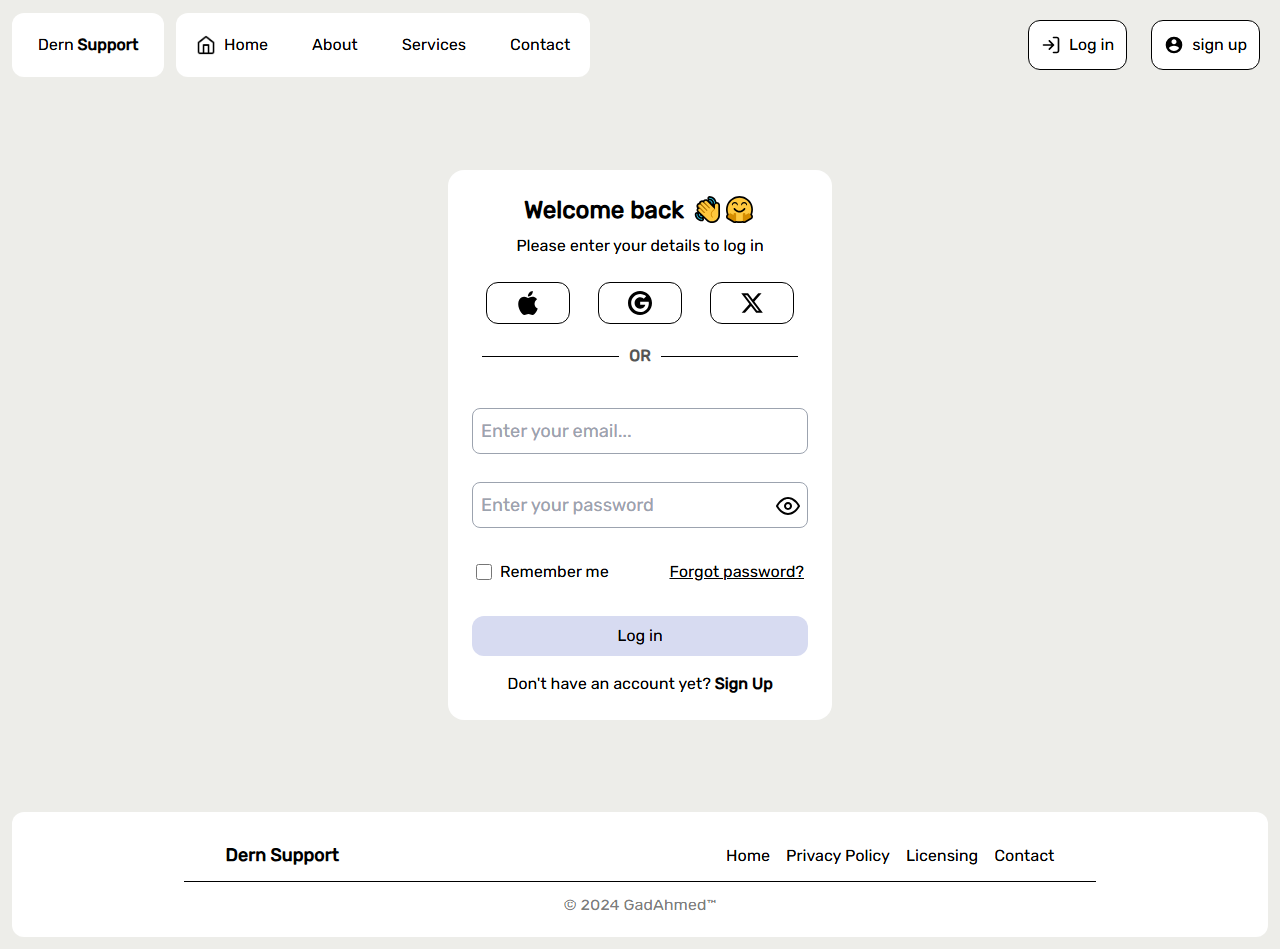 Dern Support
Home About Services Contact
Log in
sign up
Welcome back 👋🤗
Please enter your details to log in
OR
Enter your email...
Enter your password
Remember me
Forgot password?
Log in
Don't have an account yet? Sign Up
Dern Support
Home Privacy Policy Licensing Contact
© 2024 GadAhmed™